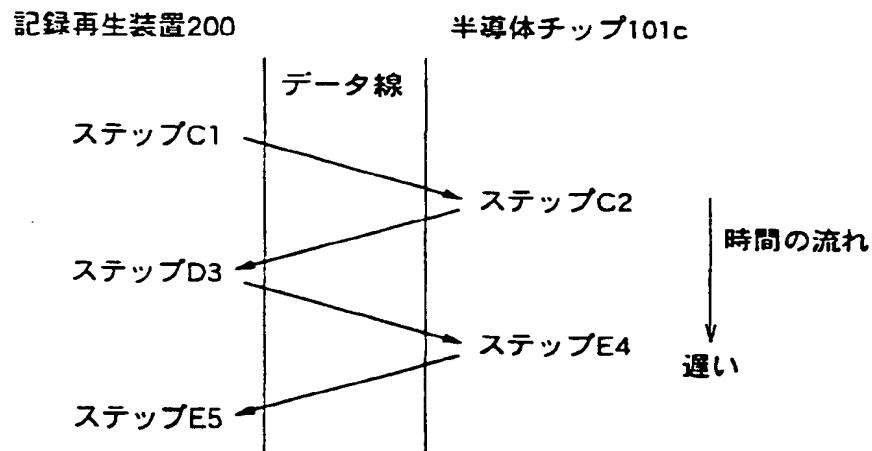 記録再生装置200
半導体チップ101c
データ線
ステップC1
ステップC2
時間の流れ
ステップD3
ステップE4
遅い
ステップE5